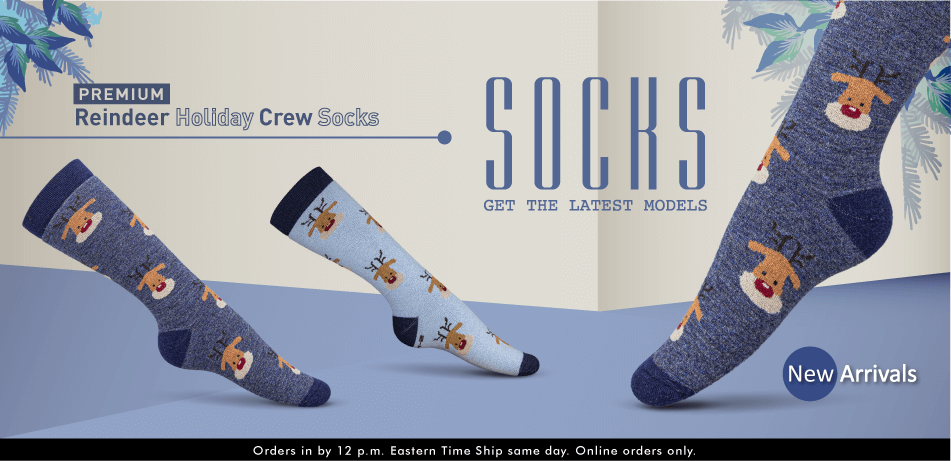 PREMIUM
Reindeer Holiday Crew Socks
SOCKS
GET THE LATEST MODELS
New Arrivals
Orders in by 12 p.m. Eastern Time Ship same day. Online orders only.